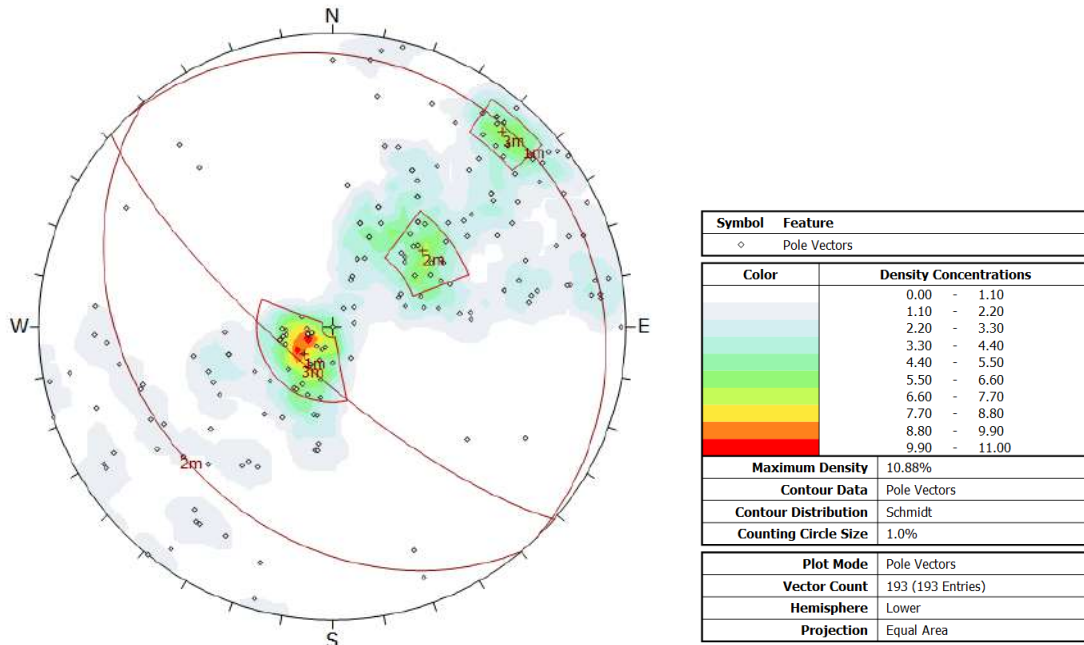 N
3m
1m
2m
W
E
1m
3m
2m
S
Symbol Feature
Pole Vectors
Color Density Concentrations
0.00 - 1.10
1.10 - 2.20
2.20 - 3.30
3.30 - 4.40
4.40 - 5.50
5.50 - 6.60
6.60 - 7.70
7.70 - 8.80
8.80 - 9.90
9.90 - 11.00
Maximum Density 10.88%
Contour Data Pole Vectors
Contour Distribution Schmidt
Counting Circle Size 1.0%
Plot Mode Pole Vectors
Vector Count 193 (193 Entries)
Hemisphere Lower
Projection Equal Area